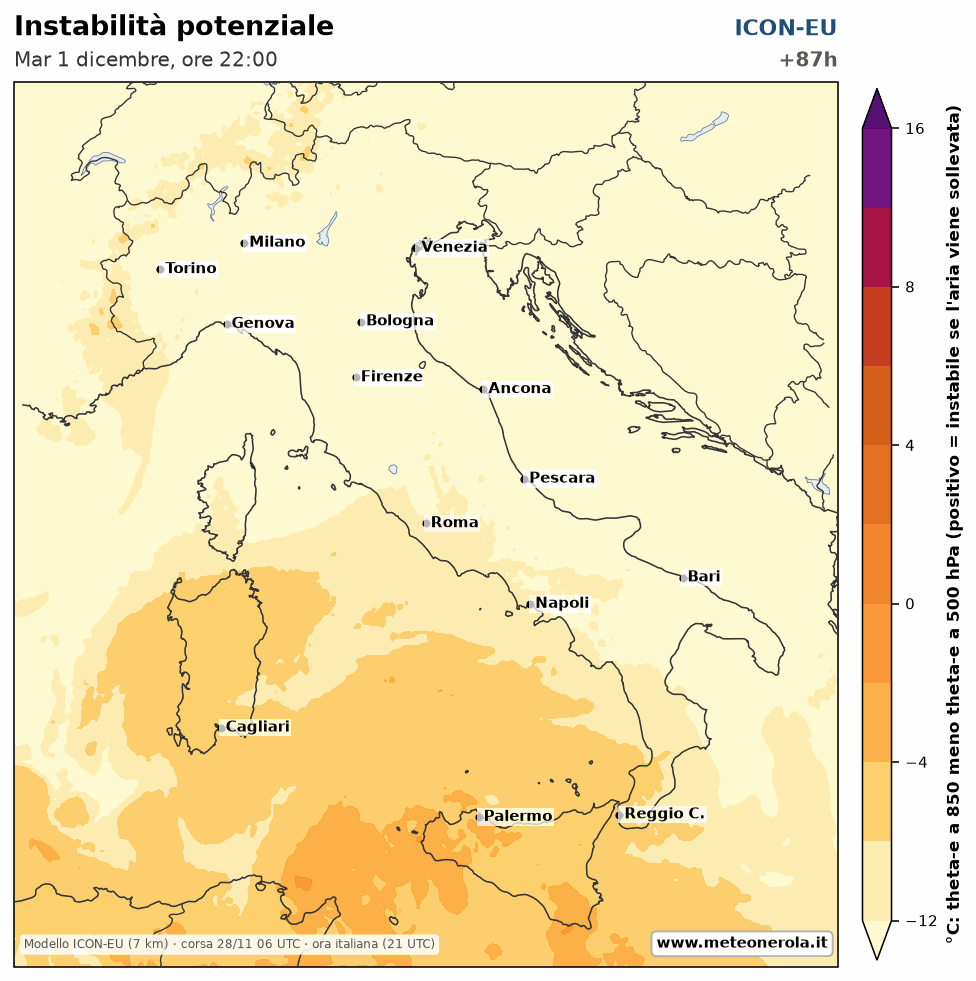 Instabilità potenziale
ICON-EU
Mar 1 dicembre, ore 22:00
+87h
Milano
Venezia
Torino
Genova
Bologna
Firenze
Ancona
Pescara
Roma
Bari
Napoli
Cagliari
Palermo
Reggio C.
Modello ICON-EU (7 km) · corsa 28/11 06 UTC · ora italiana (21 UTC)
www.meteonerola.it
16
8
4
0
−4
−12
°C: theta-e a 850 meno theta-e a 500 hPa (positivo = instabile se l'aria viene sollevata)